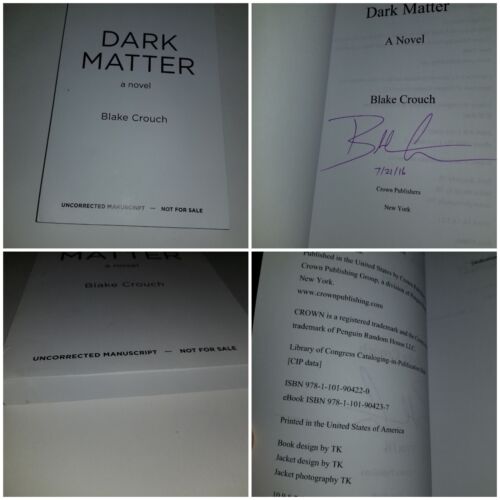 DARK
MATTER
a novel
Blake Crouch
UNCORRECTED MANUSCRIPT — NOT FOR SALE
Dark Matter
A Novel
Blake Crouch
7/21/16
Crown Publishers
New York
MATTER
a novel
Blake Crouch
UNCORRECTED MANUSCRIPT — NOT FOR SALE
Published in the United States by Crown
Crown Publishing Group, a division of
New York.
www.crownpublishing.com
CROWN is a registered trademark and the
trademark of Penguin Random House LLC.
Library of Congress Cataloging-in-Publication
[CIP data]
ISBN 978-1-101-90422-0
eBook ISBN 978-1-101-90423-7
Printed in the United States of America
Book design by TK
Jacket design by TK
Jacket photography TK